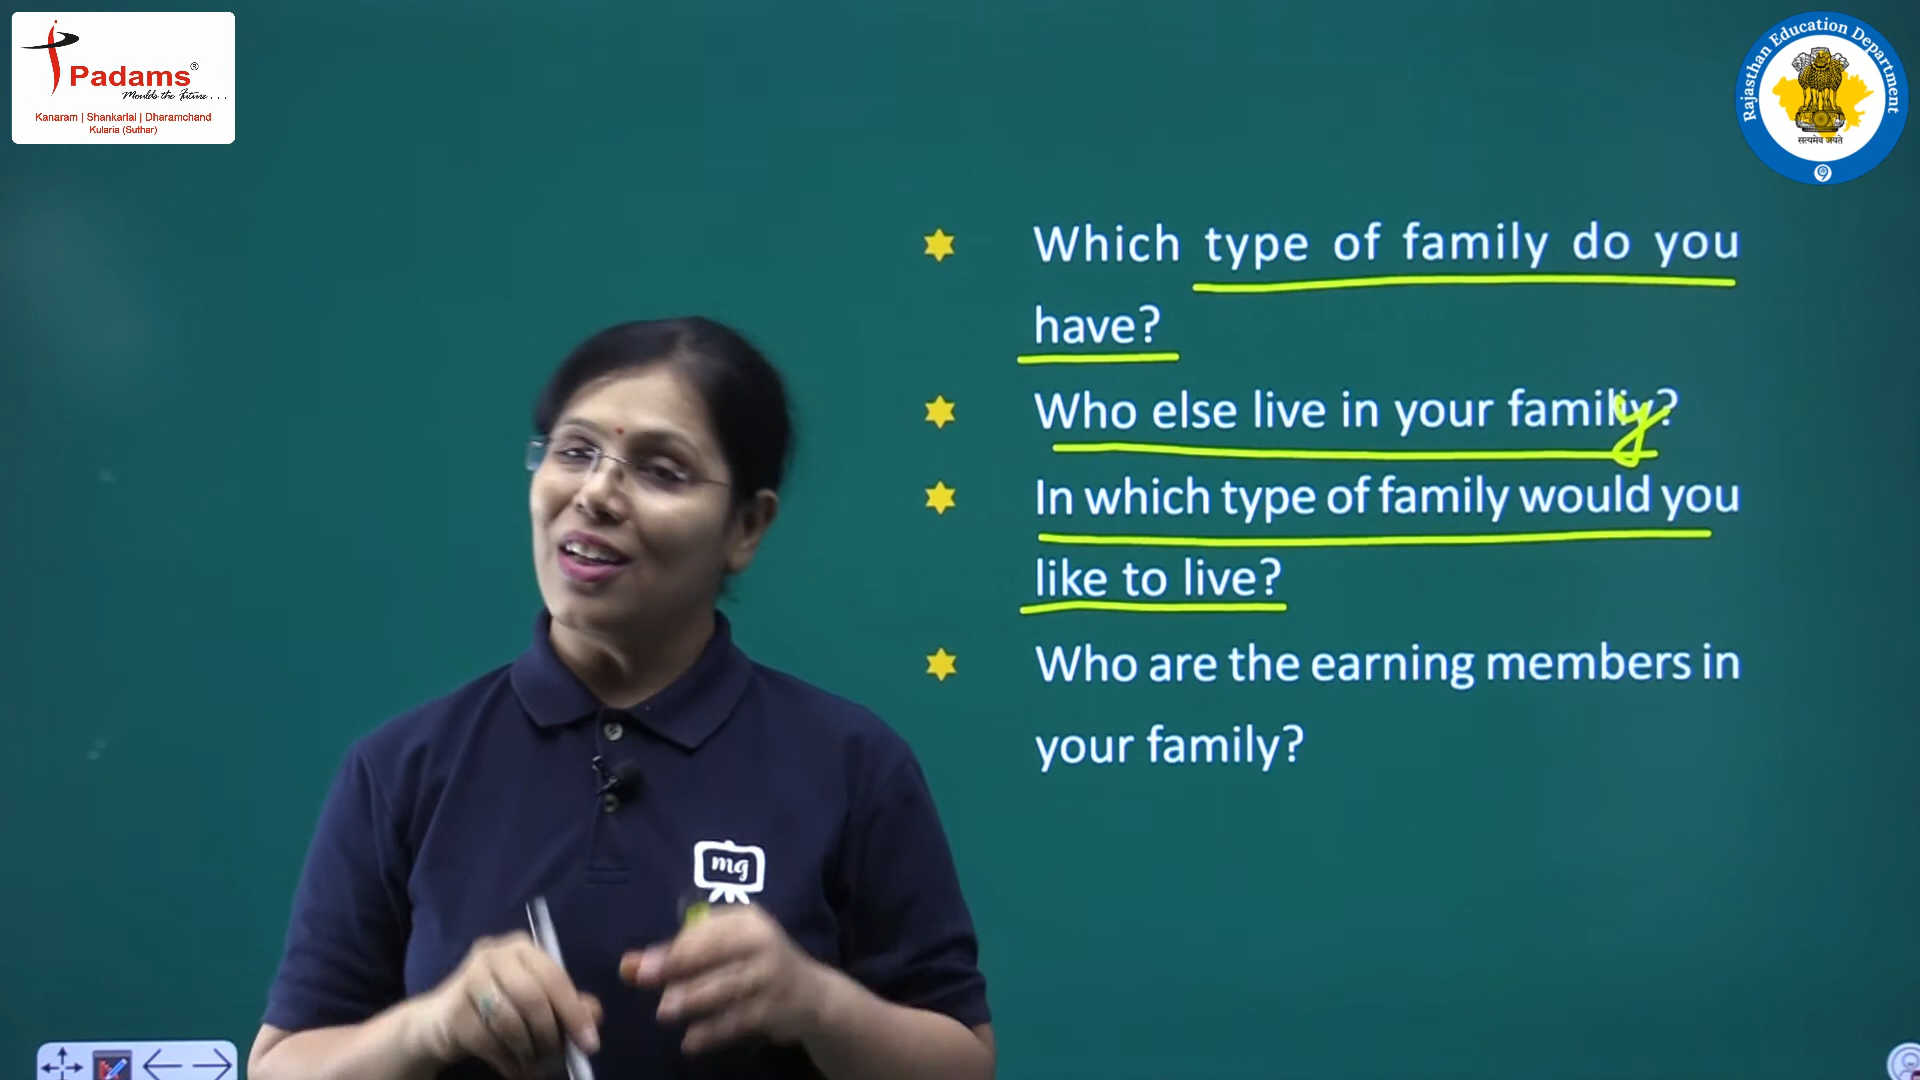 Padams®
Moulds the Future . . .
Kanaram | Shankarlal | Dharamchand
Kularia (Suthar)
Rajasthan Education Department
सत्यमेव जयते
Which type of family do you
have?
Who else live in your familiy?
y
In which type of family would you
like to live?
Who are the earning members in
your family?
mg